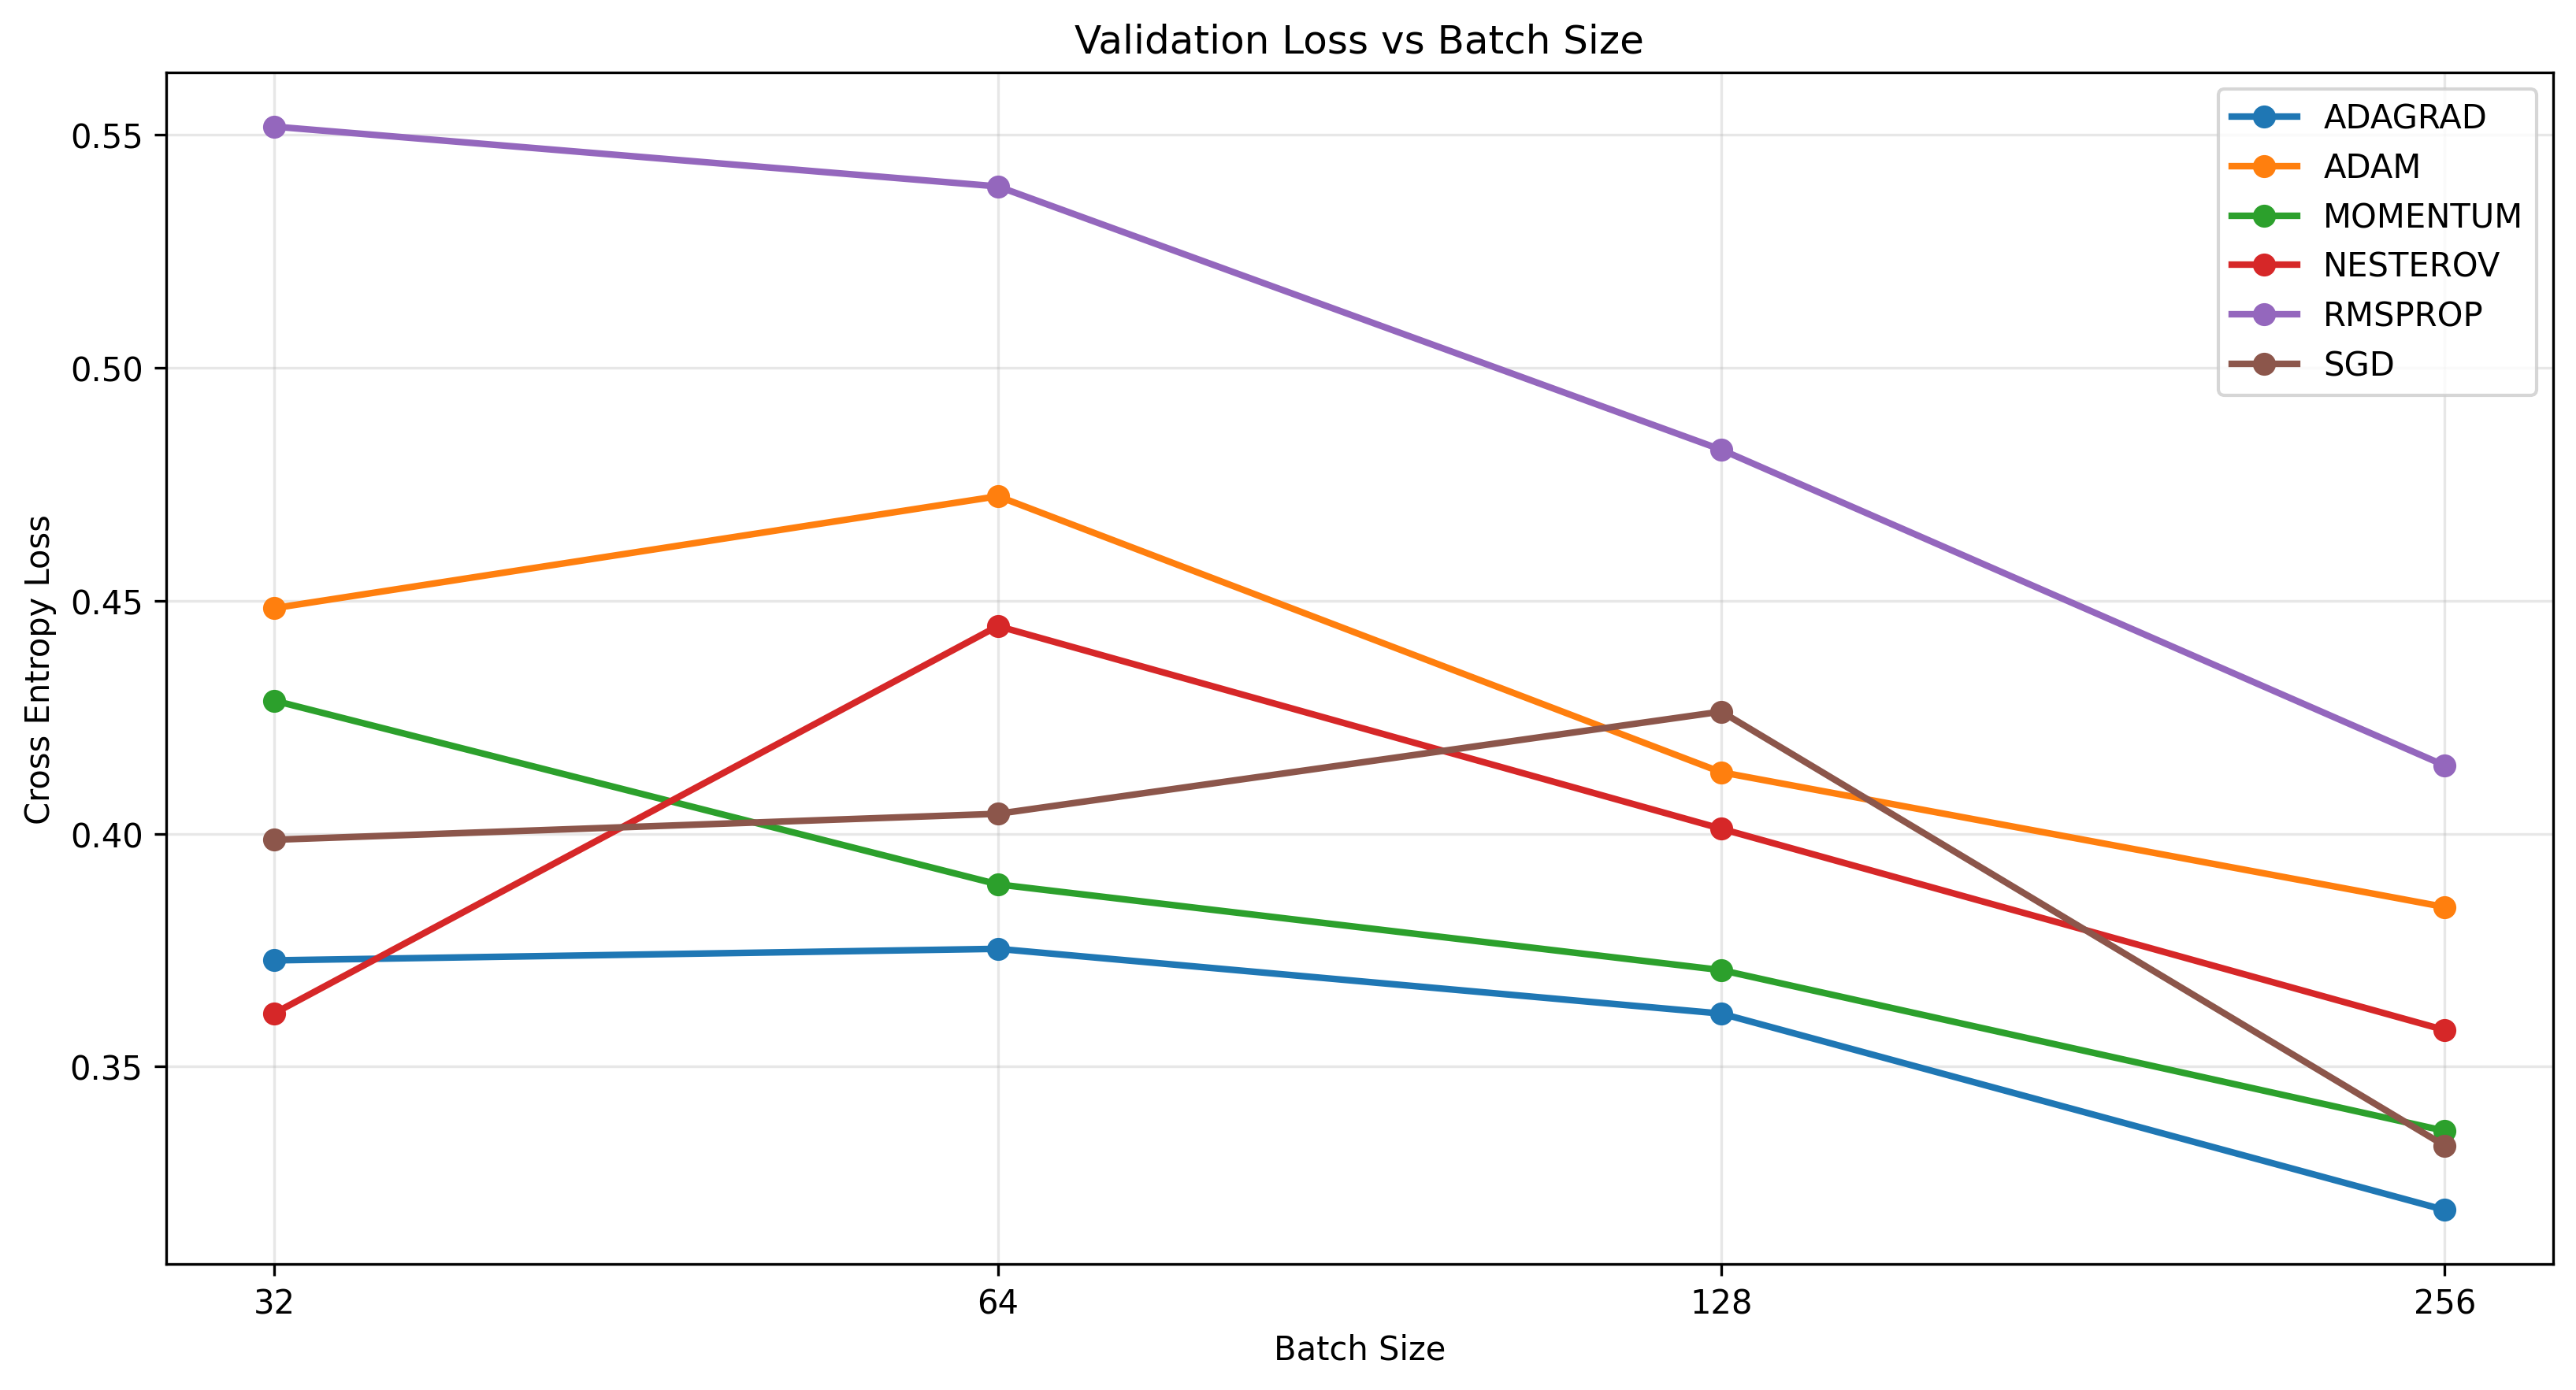 Validation Loss vs Batch Size
0.55
0.50
0.45
0.40
0.35
Cross Entropy Loss
ADAGRAD
ADAM
MOMENTUM
NESTEROV
RMSPROP
SGD
32 64 128 256
Batch Size